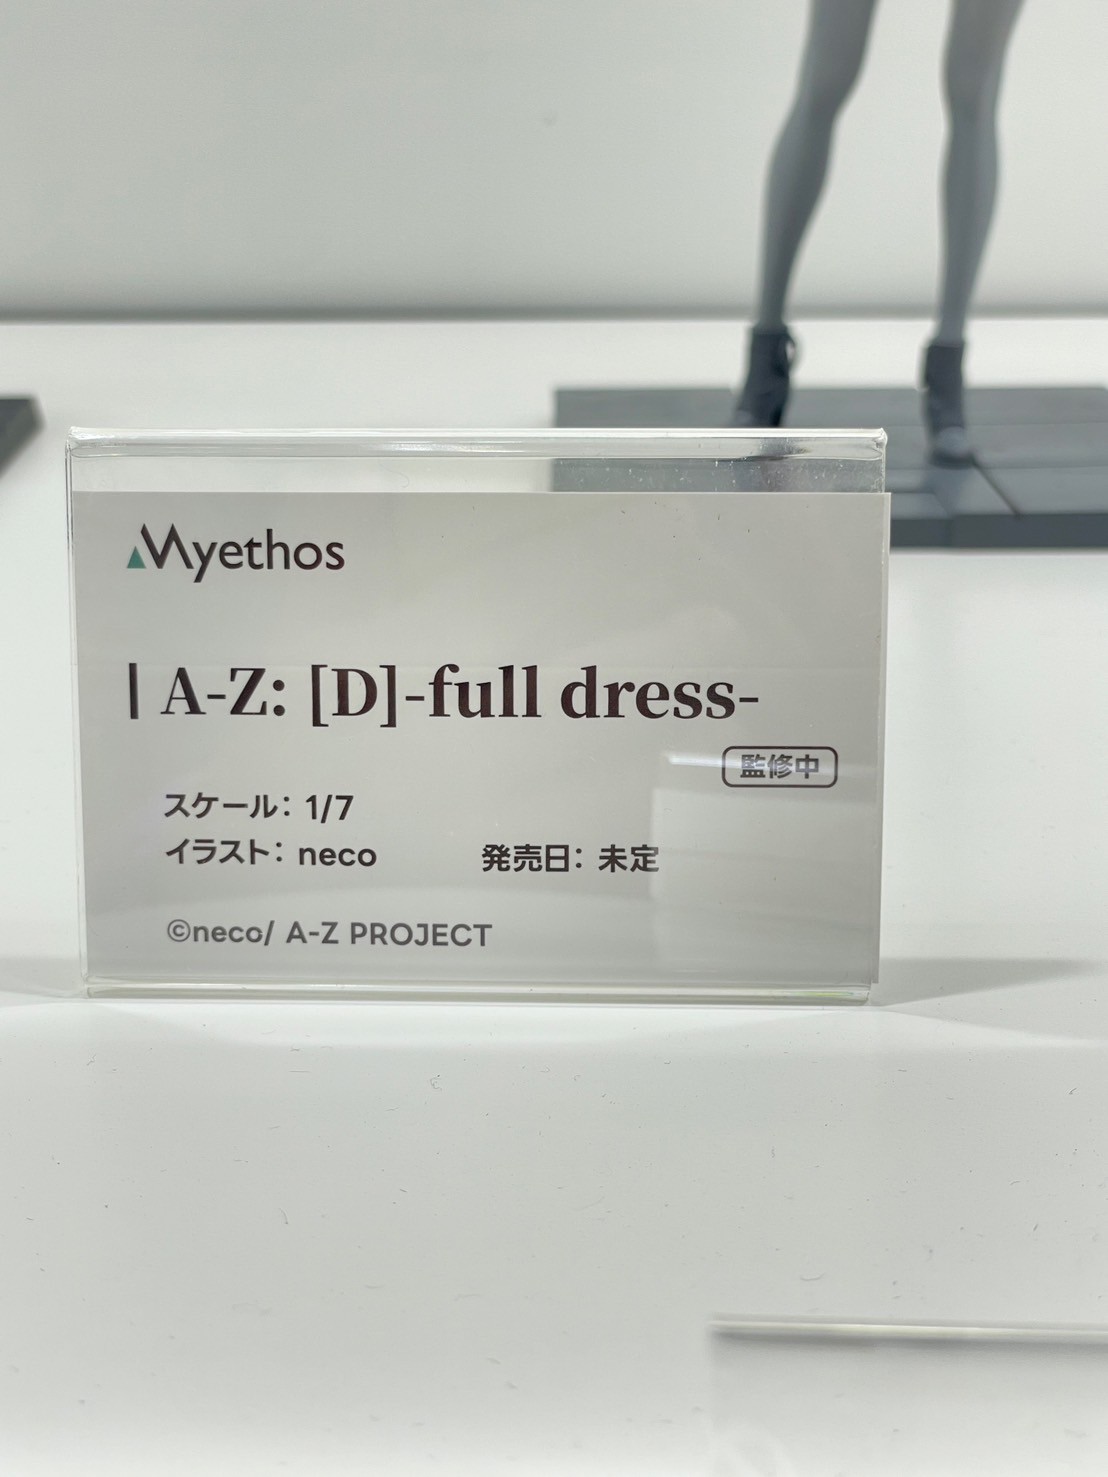 Myethos
| A-Z: [D]-full dress-
監修中
スケール: 1/7
イラスト: neco 発売日: 未定
©neco/ A-Z PROJECT